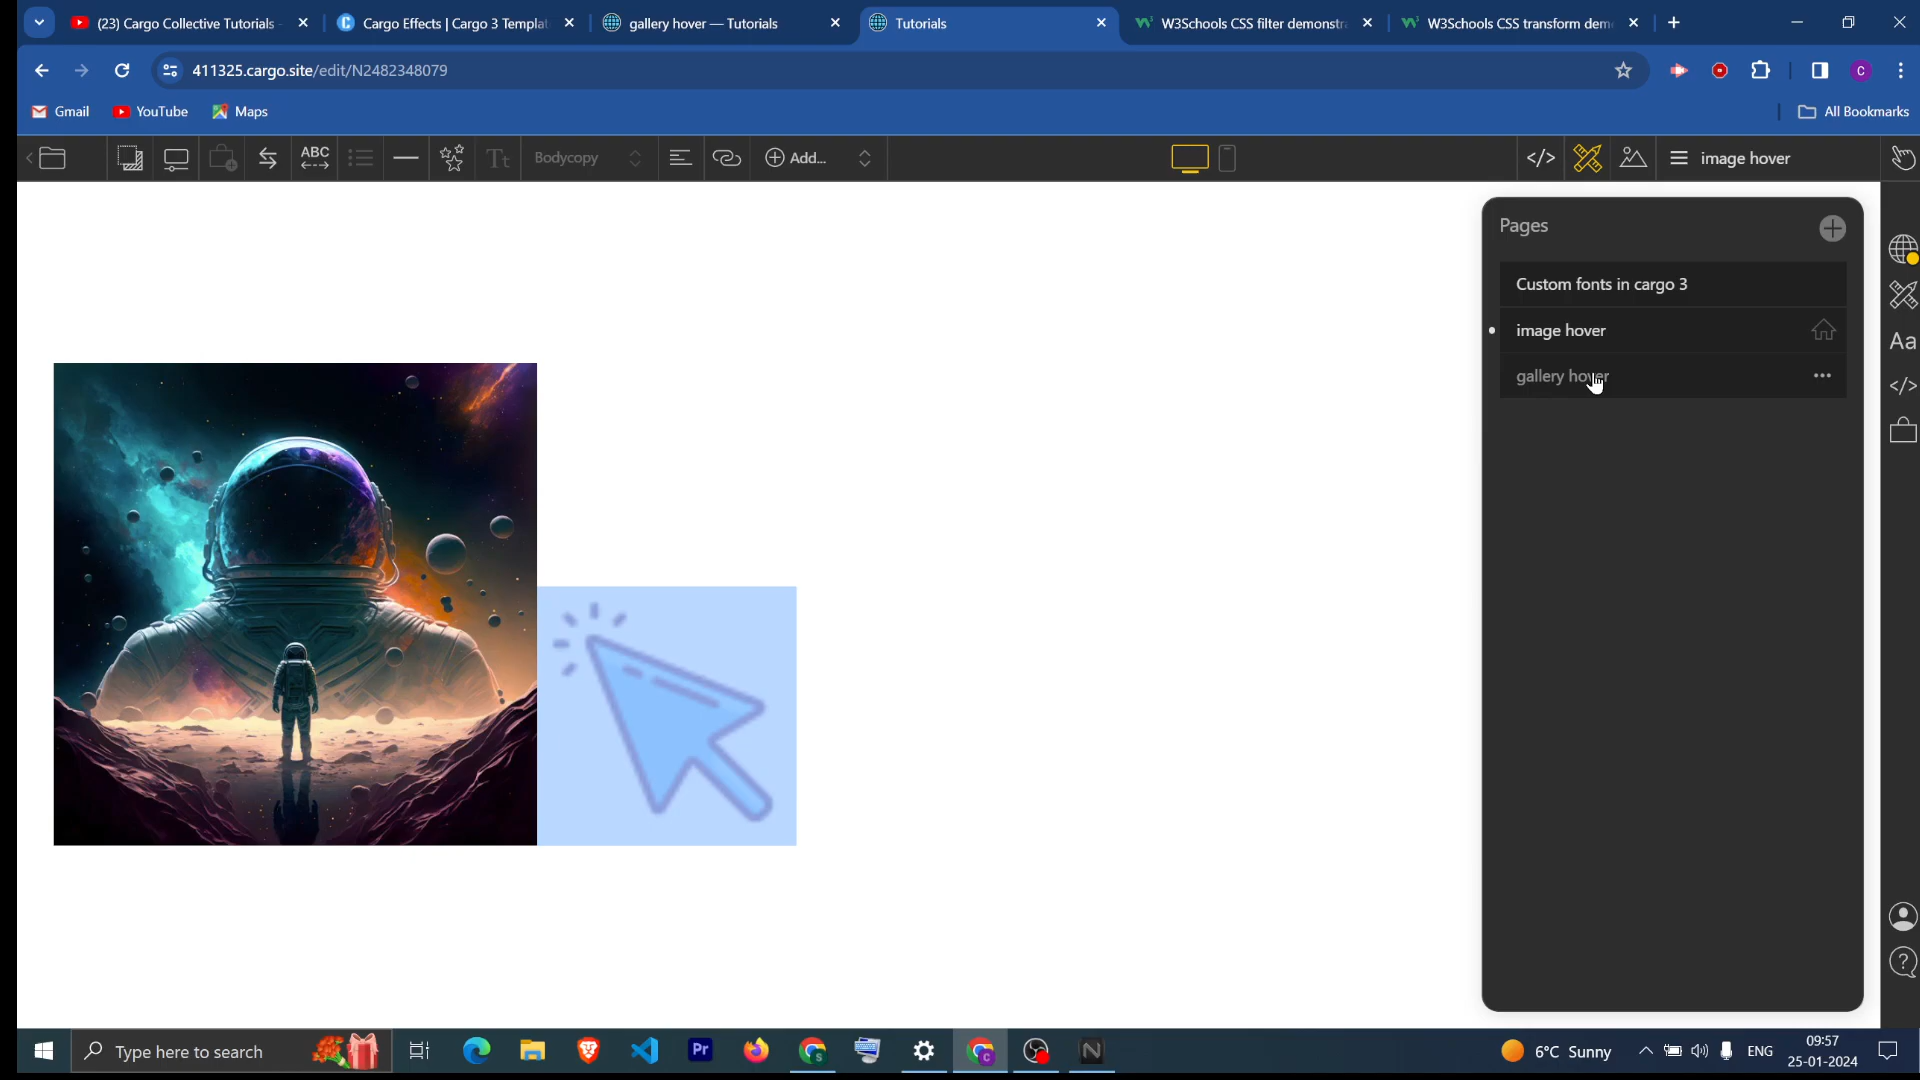 (23) Cargo Collective Tutorials -
Cargo Effects | Cargo 3 Templat
gallery hover — Tutorials
Tutorials
W3Schools CSS filter demonstra
W3Schools CSS transform dem
411325.cargo.site/edit/N2482348079
C
Gmail
YouTube
Maps
All Bookmarks
ABC
Tt
Bodycopy
Add...
</>
image hover
Pages
Custom fonts in cargo 3
image hover
gallery hover
Aa
</>
Type here to search
Pr
6°C Sunny
ENG
09:57
25-01-2024